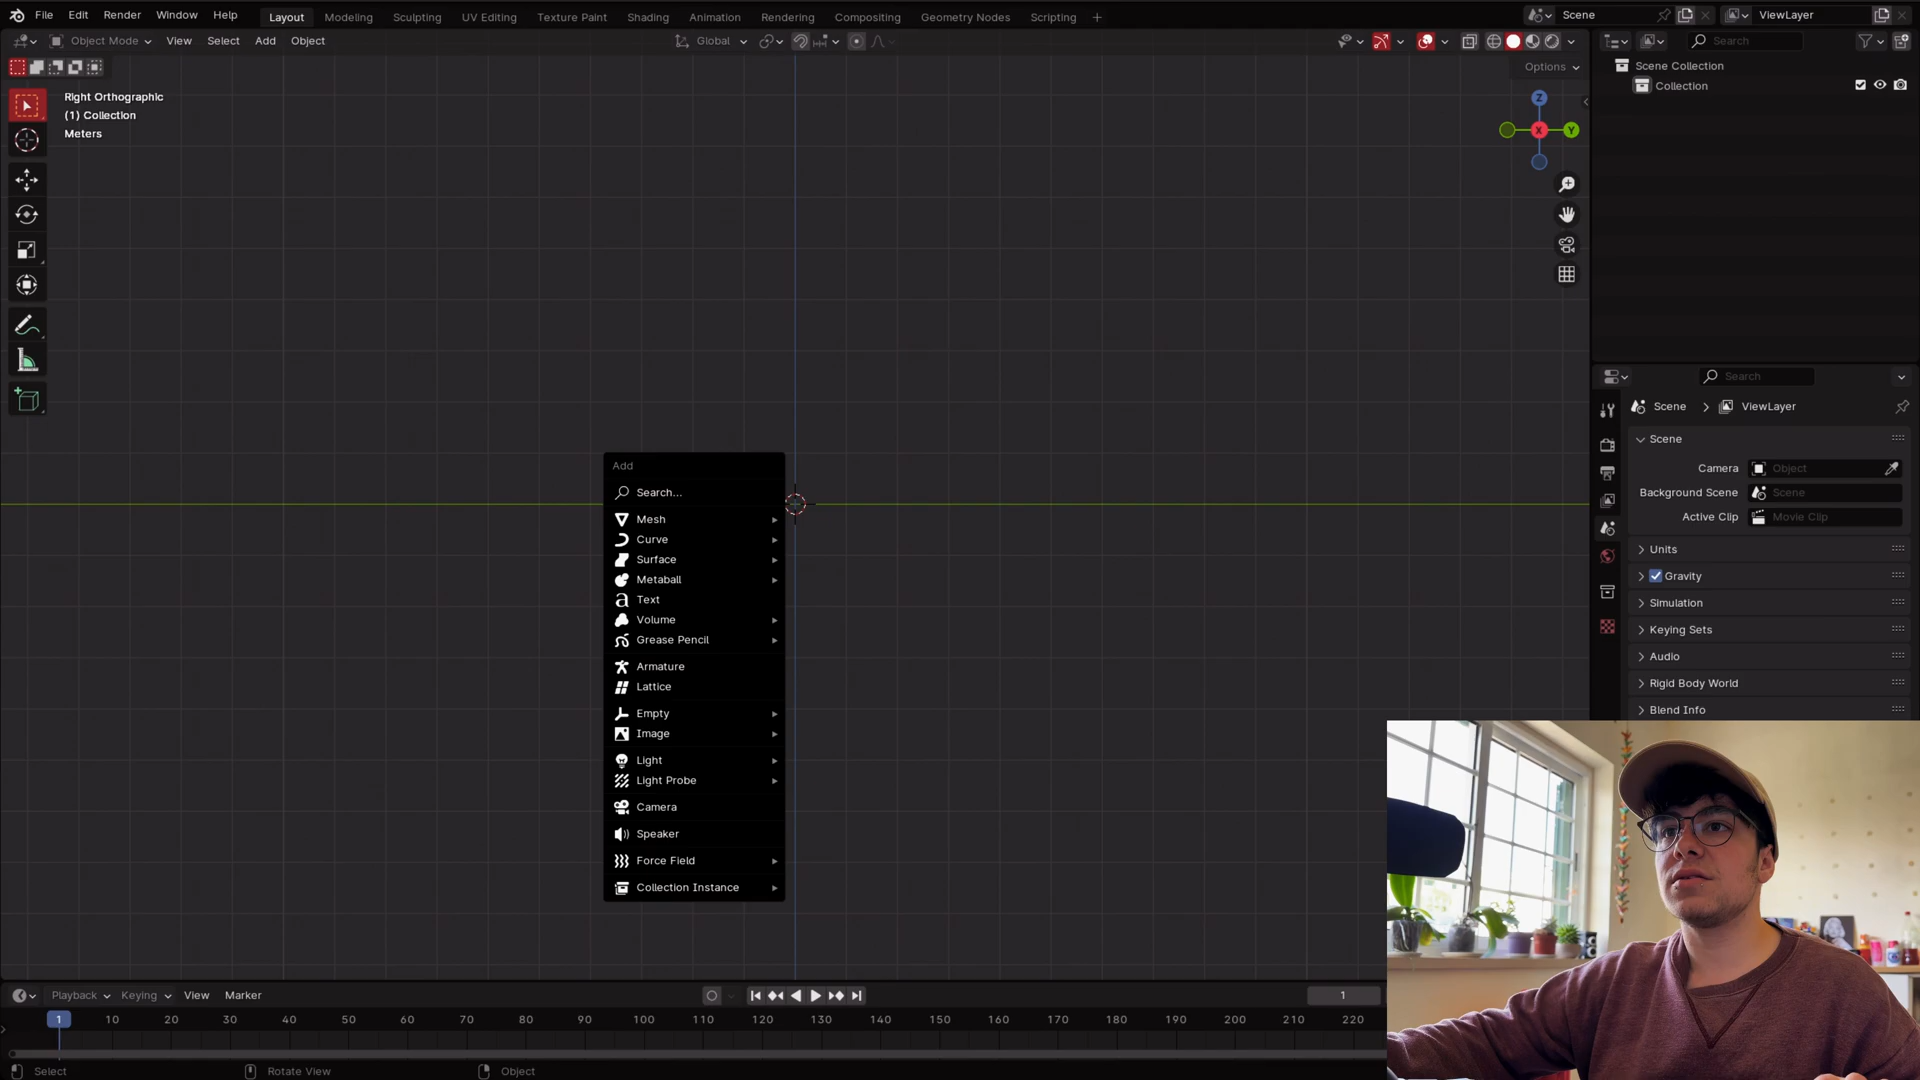 File Edit Render Window Help Layout Modeling Sculpting UV Editing Texture Paint Shading Animation Rendering Compositing Geometry Nodes Scripting + Scene ViewLayer
Object Mode View Select Add Object Global Search
Options
Right Orthographic
(1) Collection
Meters
Z
X
Y
Scene Collection
Collection
Add
Search...
Mesh
Curve
Surface
Metaball
Text
Volume
Grease Pencil
Armature
Lattice
Empty
Image
Light
Light Probe
Camera
Speaker
Force Field
Collection Instance
Search
Scene ViewLayer
Scene
Camera Object
Background Scene Scene
Active Clip Movie Clip
Units
Gravity
Simulation
Keying Sets
Audio
Rigid Body World
Blend Info
Playback Keying View Marker 1
1 10 20 30 40 50 60 70 80 90 100 110 120 130 140 150 160 170 180 190 200 210 220
Select Rotate View Object